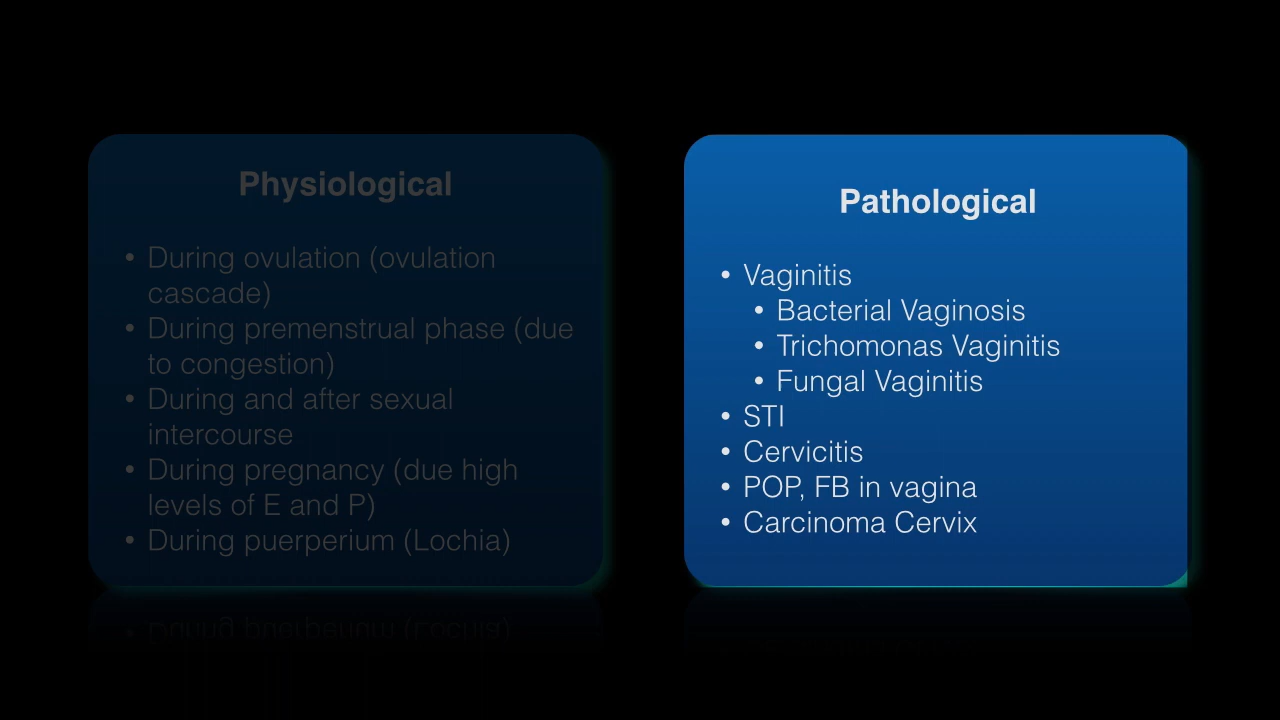 Physiological
• During ovulation (ovulation
cascade)
• During premenstrual phase (due
to congestion)
• During and after sexual
intercourse
• During pregnancy (due high
levels of E and P)
• During puerperium (Lochia)
Pathological
• Vaginitis
• Bacterial Vaginosis
• Trichomonas Vaginitis
• Fungal Vaginitis
• STI
• Cervicitis
• POP, FB in vagina
• Carcinoma Cervix